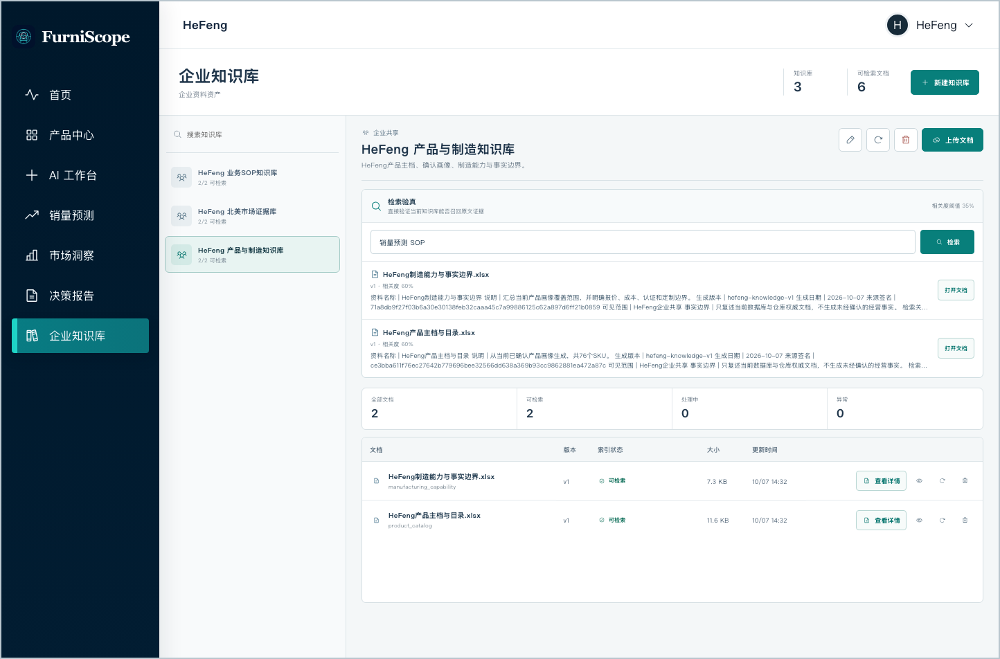 FurniScope
首页
产品中心
AI 工作台
销量预测
市场洞察
决策报告
企业知识库
HeFeng
H HeFeng
企业知识库
企业资料资产
知识库
3
可检索文档
6
新建知识库
搜索知识库
HeFeng 业务SOP知识库
2/2 可检索
HeFeng 北美市场证据库
2/2 可检索
HeFeng 产品与制造知识库
2/2 可检索
企业共享
HeFeng 产品与制造知识库
HeFeng产品主档、确认画像、制造能力与事实边界。
上传文档
检索验真
直接验证当前知识库能否召回原文证据
相关度阈值 35%
销量预测 SOP
检索
HeFeng制造能力与事实边界.xlsx
v1 · 相关度 60%
资料名称 | HeFeng制造能力与事实边界 说明 | 汇总当前产品画像覆盖范围，并明确报价、成本、认证和定制边界。 生成版本 | hefeng-knowledge-v1 生成日期 | 2026-10-07 来源签名 |
71a8db9f27f03b6a30e30138feb32caaa45c7a99886125c62a897d6ff21b0859 可见范围 | HeFeng企业共享 事实边界 | 只复述当前数据库与仓库权威文档，不生成未经确认的经营事实。 检索关...
打开文档
HeFeng产品主档与目录.xlsx
v1 · 相关度 60%
资料名称 | HeFeng产品主档与目录 说明 | 从当前已确认产品画像生成，共76个SKU。 生成版本 | hefeng-knowledge-v1 生成日期 | 2026-10-07 来源签名 |
ce3bba611f76ec27642b779696bee32566dd638a369b93cc9862881ea472a87c 可见范围 | HeFeng企业共享 事实边界 | 只复述当前数据库与仓库权威文档，不生成未经确认的经营事实。 检索...
打开文档
全部文档
2
可检索
2
处理中
0
异常
0
文档 版本 索引状态 大小 更新时间
HeFeng制造能力与事实边界.xlsx
manufacturing_capability
v1 可检索 7.3 KB 10/07 14:32 查看详情
HeFeng产品主档与目录.xlsx
product_catalog
v1 可检索 11.6 KB 10/07 14:32 查看详情